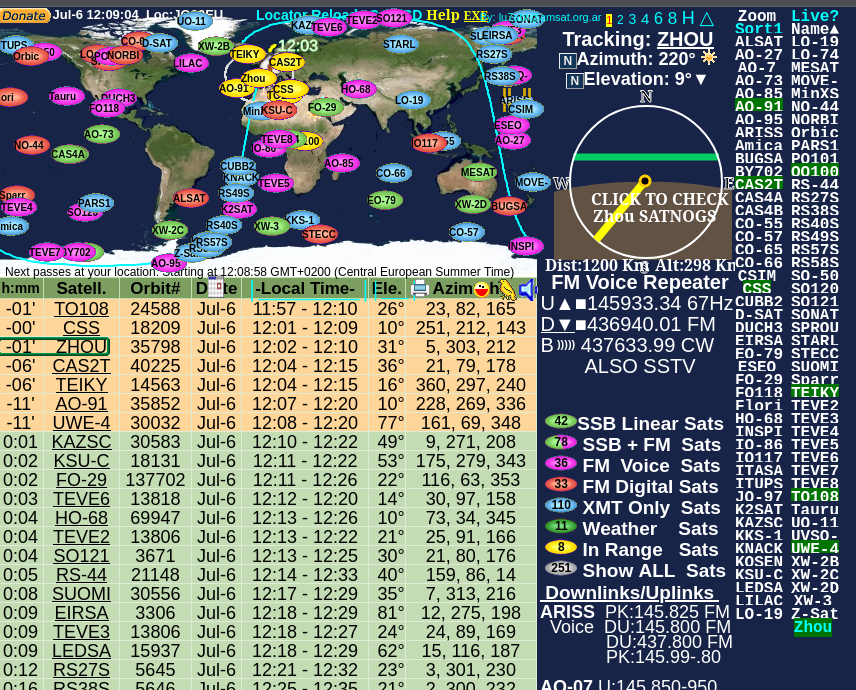 Donate Jul-6 12:09:04 Loc:
Help EXE
amsat.org.ar 1 2 3 4 6 8 H △
12:03
UO-11
TEVE6
TEVE2
SO121
STARL
EIRSA
RS27S
D-SAT
XW-2B
TEIKY
LILAC
Orbic
NORBI
CAS2T
RS38S
Zhou
AO-91
CSS
HO-68
Tauru
DUCH3
FO118
KSU-C
FO-29
LO-19
CSIM
ESEO
AO-73
NO-44
CAS4A
TEVE8
AO-27
AO-85
CUBB2
KNACK
CO-66
MESAT
TEVE5
MOVE-
RS49S
Sparr
TEVE4
PARS1
ALSAT
K2SAT
EO-79
XW-2D
BUGSA
RS40S
KKS-1
XW-2C
XW-3
STECC
CO-57
RS57S
INSPI
TEVE7
BY702
AO-95
Tracking: ZHOU
N Azimuth: 220°
N Elevation: 9°▼
N
W
CLICK TO CHECK
Zhou SATNOGS
Dist:1200 Km Alt:298 Km
FM Voice Repeater
U▲■145933.34 67Hz
D▼■436940.01 FM
B 437633.99 CW
ALSO SSTV
Next passes at your location. Starting at 12:08:58 GMT+0200 (Central European Summer Time)
h:mm Satell. Orbit# Date -Local Time- Ele. Azim
-01' TO108 24588 Jul-6 11:57 - 12:10 26° 23, 82, 165
-00' CSS 18209 Jul-6 12:01 - 12:09 10° 251, 212, 143
-01' ZHOU 35798 Jul-6 12:02 - 12:10 31° 5, 303, 212
-06' CAS2T 40225 Jul-6 12:04 - 12:15 36° 21, 79, 178
-06' TEIKY 14563 Jul-6 12:04 - 12:15 16° 360, 297, 240
-11' AO-91 35852 Jul-6 12:07 - 12:20 10° 228, 269, 336
-11' UWE-4 30032 Jul-6 12:08 - 12:20 77° 161, 69, 348
0:01 KAZSC 30583 Jul-6 12:10 - 12:22 49° 9, 271, 208
0:02 KSU-C 18131 Jul-6 12:11 - 12:22 53° 175, 279, 343
0:02 FO-29 137702 Jul-6 12:11 - 12:26 22° 116, 63, 353
0:03 TEVE6 13818 Jul-6 12:12 - 12:20 14° 30, 97, 158
0:04 HO-68 69947 Jul-6 12:13 - 12:26 10° 73, 34, 345
0:04 TEVE2 13806 Jul-6 12:13 - 12:22 21° 25, 91, 166
0:04 SO121 3671 Jul-6 12:13 - 12:25 30° 21, 80, 176
0:05 RS-44 21148 Jul-6 12:14 - 12:33 40° 159, 86, 14
0:08 SUOMI 30556 Jul-6 12:17 - 12:29 35° 7, 313, 216
0:09 EIRSA 3306 Jul-6 12:18 - 12:29 81° 12, 275, 198
0:09 TEVE3 13806 Jul-6 12:18 - 12:27 24° 24, 89, 169
0:09 LEDSA 15937 Jul-6 12:18 - 12:29 62° 15, 116, 187
0:12 RS27S 5645 Jul-6 12:21 - 12:32 23° 3, 301, 230
0:16 RS38S 5646 Jul-6 12:25 - 12:35 21° 2, 300, 232
42 SSB Linear Sats
78 SSB + FM Sats
36 FM Voice Sats
33 FM Digital Sats
110 XMT Only Sats
11 Weather Sats
8 In Range Sats
251 Show ALL Sats
Downlinks/Uplinks
ARISS PK:145.825 FM
Voice DU:145.800 FM
DU:437.800 FM
PK:145.99-.80
AO-07 U:145.850-950
Zoom Live?
Sort1 Name▲
ALSAT LO-19
AO-27 LO-74
AO-7 MESAT
AO-73 MOVE-
AO-85 MinXS
AO-91 NO-44
AO-95 NORBI
ARISS Orbic
Amica PARS1
BUGSA PO101
BY702 OO100
CAS2T RS-44
CAS4A RS27S
CAS4B RS38S
CO-55 RS40S
CO-57 RS49S
CO-65 RS57S
CO-66 RS58S
CSIM SO-50
CSS SO120
CUBB2 SO121
D-SAT SONAT
DUCH3 SPROU
EIRSA STARL
EO-79 STECC
ESEO SUOMI
FO-29 Sparr
FO118 TEIKY
Flori TEVE2
HO-68 TEVE3
INSPI TEVE4
IO-86 TEVE5
IO117 TEVE6
ITASA TEVE7
ITUPS TEVE8
JO-97 TO108
K2SAT Tauru
KAZSC UO-11
KKS-1 UVSQ-
KNACK UWE-4
KOSEN XW-2B
KSU-C XW-2C
LEDSA XW-2D
LILAC XW-3
LO-19 Z-Sat
Zhou